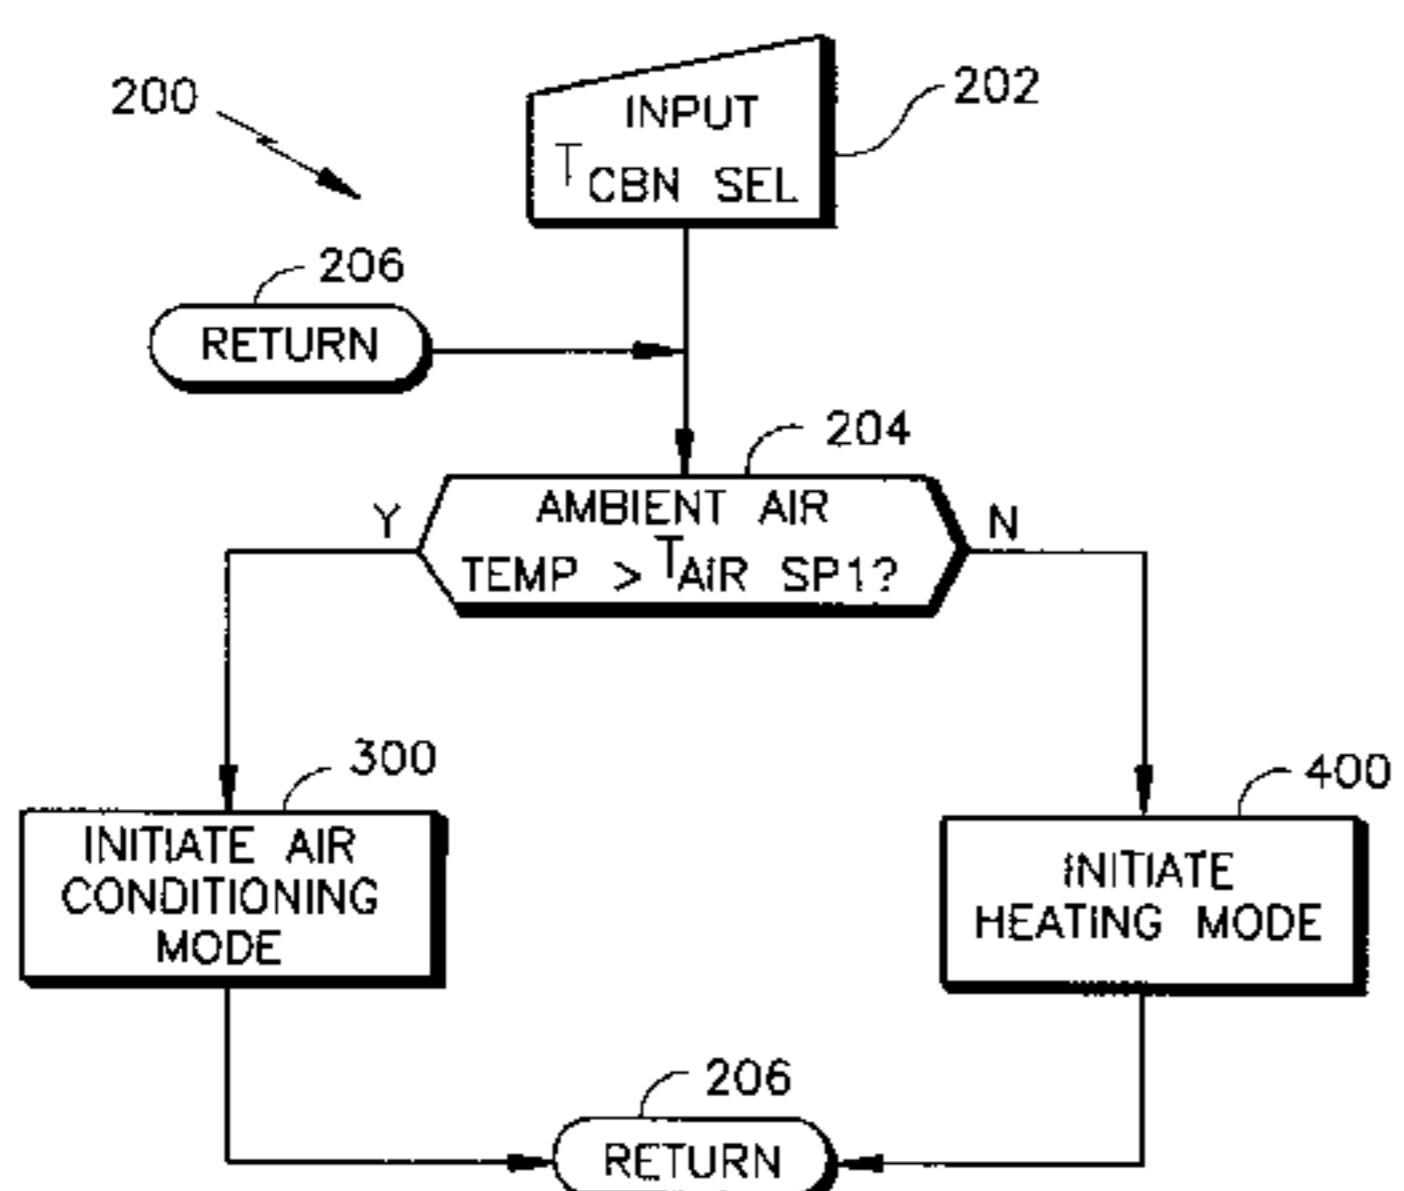 200
INPUT
T CBN SEL
202
206
RETURN
204
Y
AMBIENT AIR
TEMP > TAIR SP1?
N
300
INITIATE AIR
CONDITIONING
MODE
400
INITIATE
HEATING MODE
206
RETURN